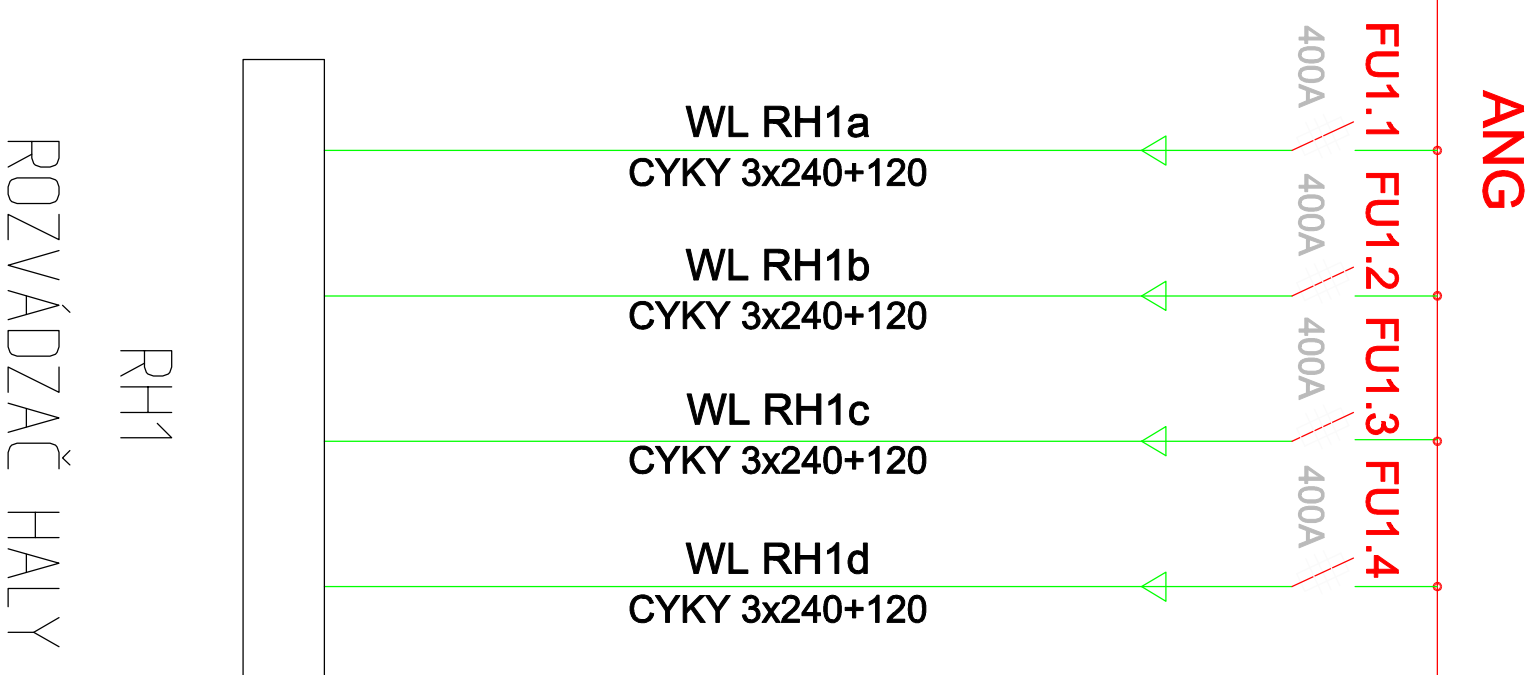 ANG
FU1.1
400A
WL RH1a
CYKY 3x240+120
FU1.2
400A
WL RH1b
CYKY 3x240+120
FU1.3
400A
WL RH1c
CYKY 3x240+120
FU1.4
400A
WL RH1d
CYKY 3x240+120
RH1
ROZVÁDZAČ HALY